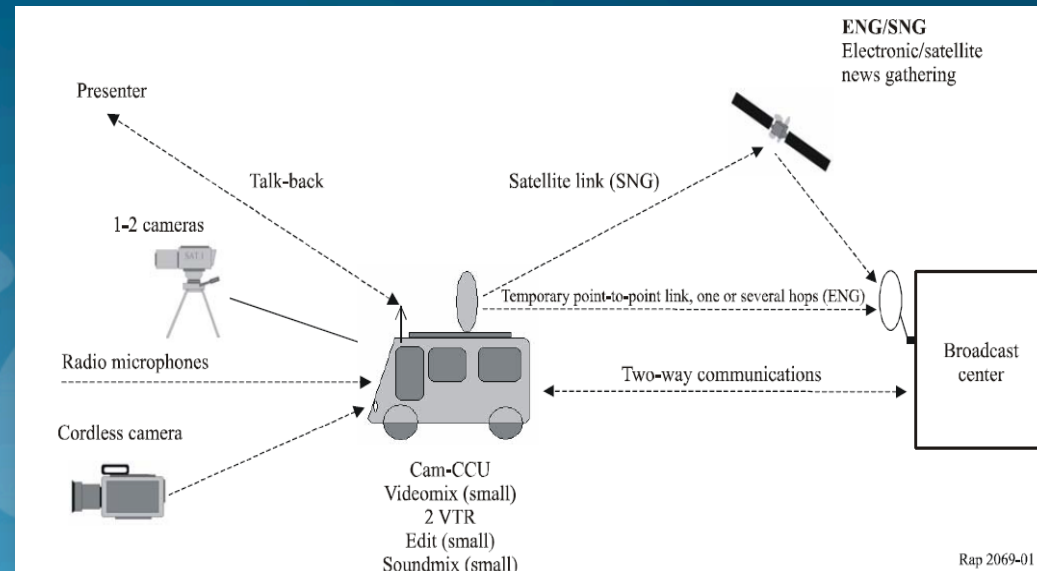 ENG/SNG
Electronic/satellite
news gathering
Presenter
Talk-back
Satellite link (SNG)
1-2 cameras
Temporary point-to-point link, one or several hops (ENG)
Radio microphones
Two-way communications
Broadcast
center
Cordless camera
Cam-CCU
Videomix (small)
2 VTR
Edit (small)
Soundmix (small)
Rap 2069-01